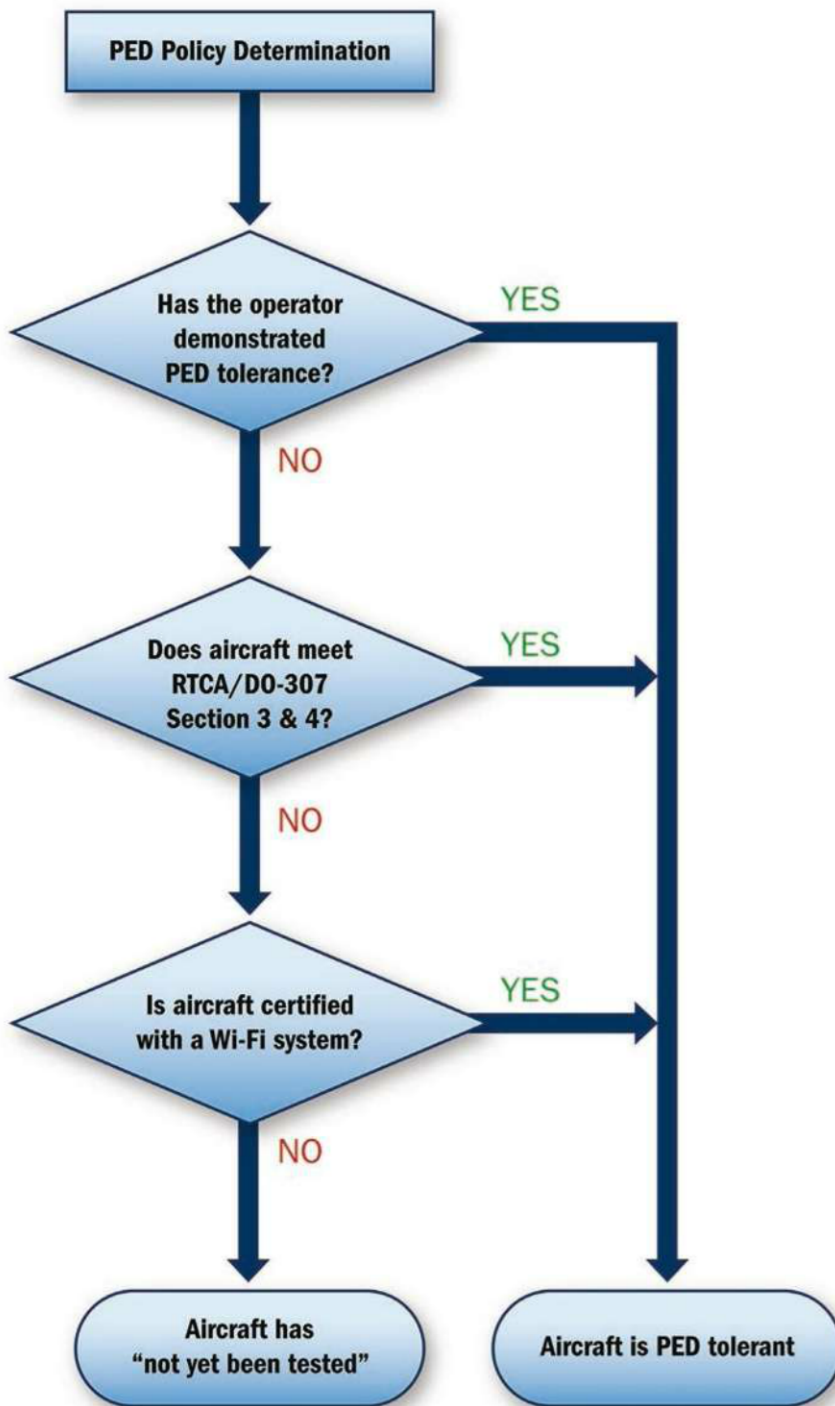 PED Policy Determination
Has the operator
demonstrated
PED tolerance?
YES
NO
Does aircraft meet
RTCA/DO-307
Section 3 & 4?
YES
NO
Is aircraft certified
with a Wi-Fi system?
YES
NO
Aircraft has
“not yet been tested”
Aircraft is PED tolerant